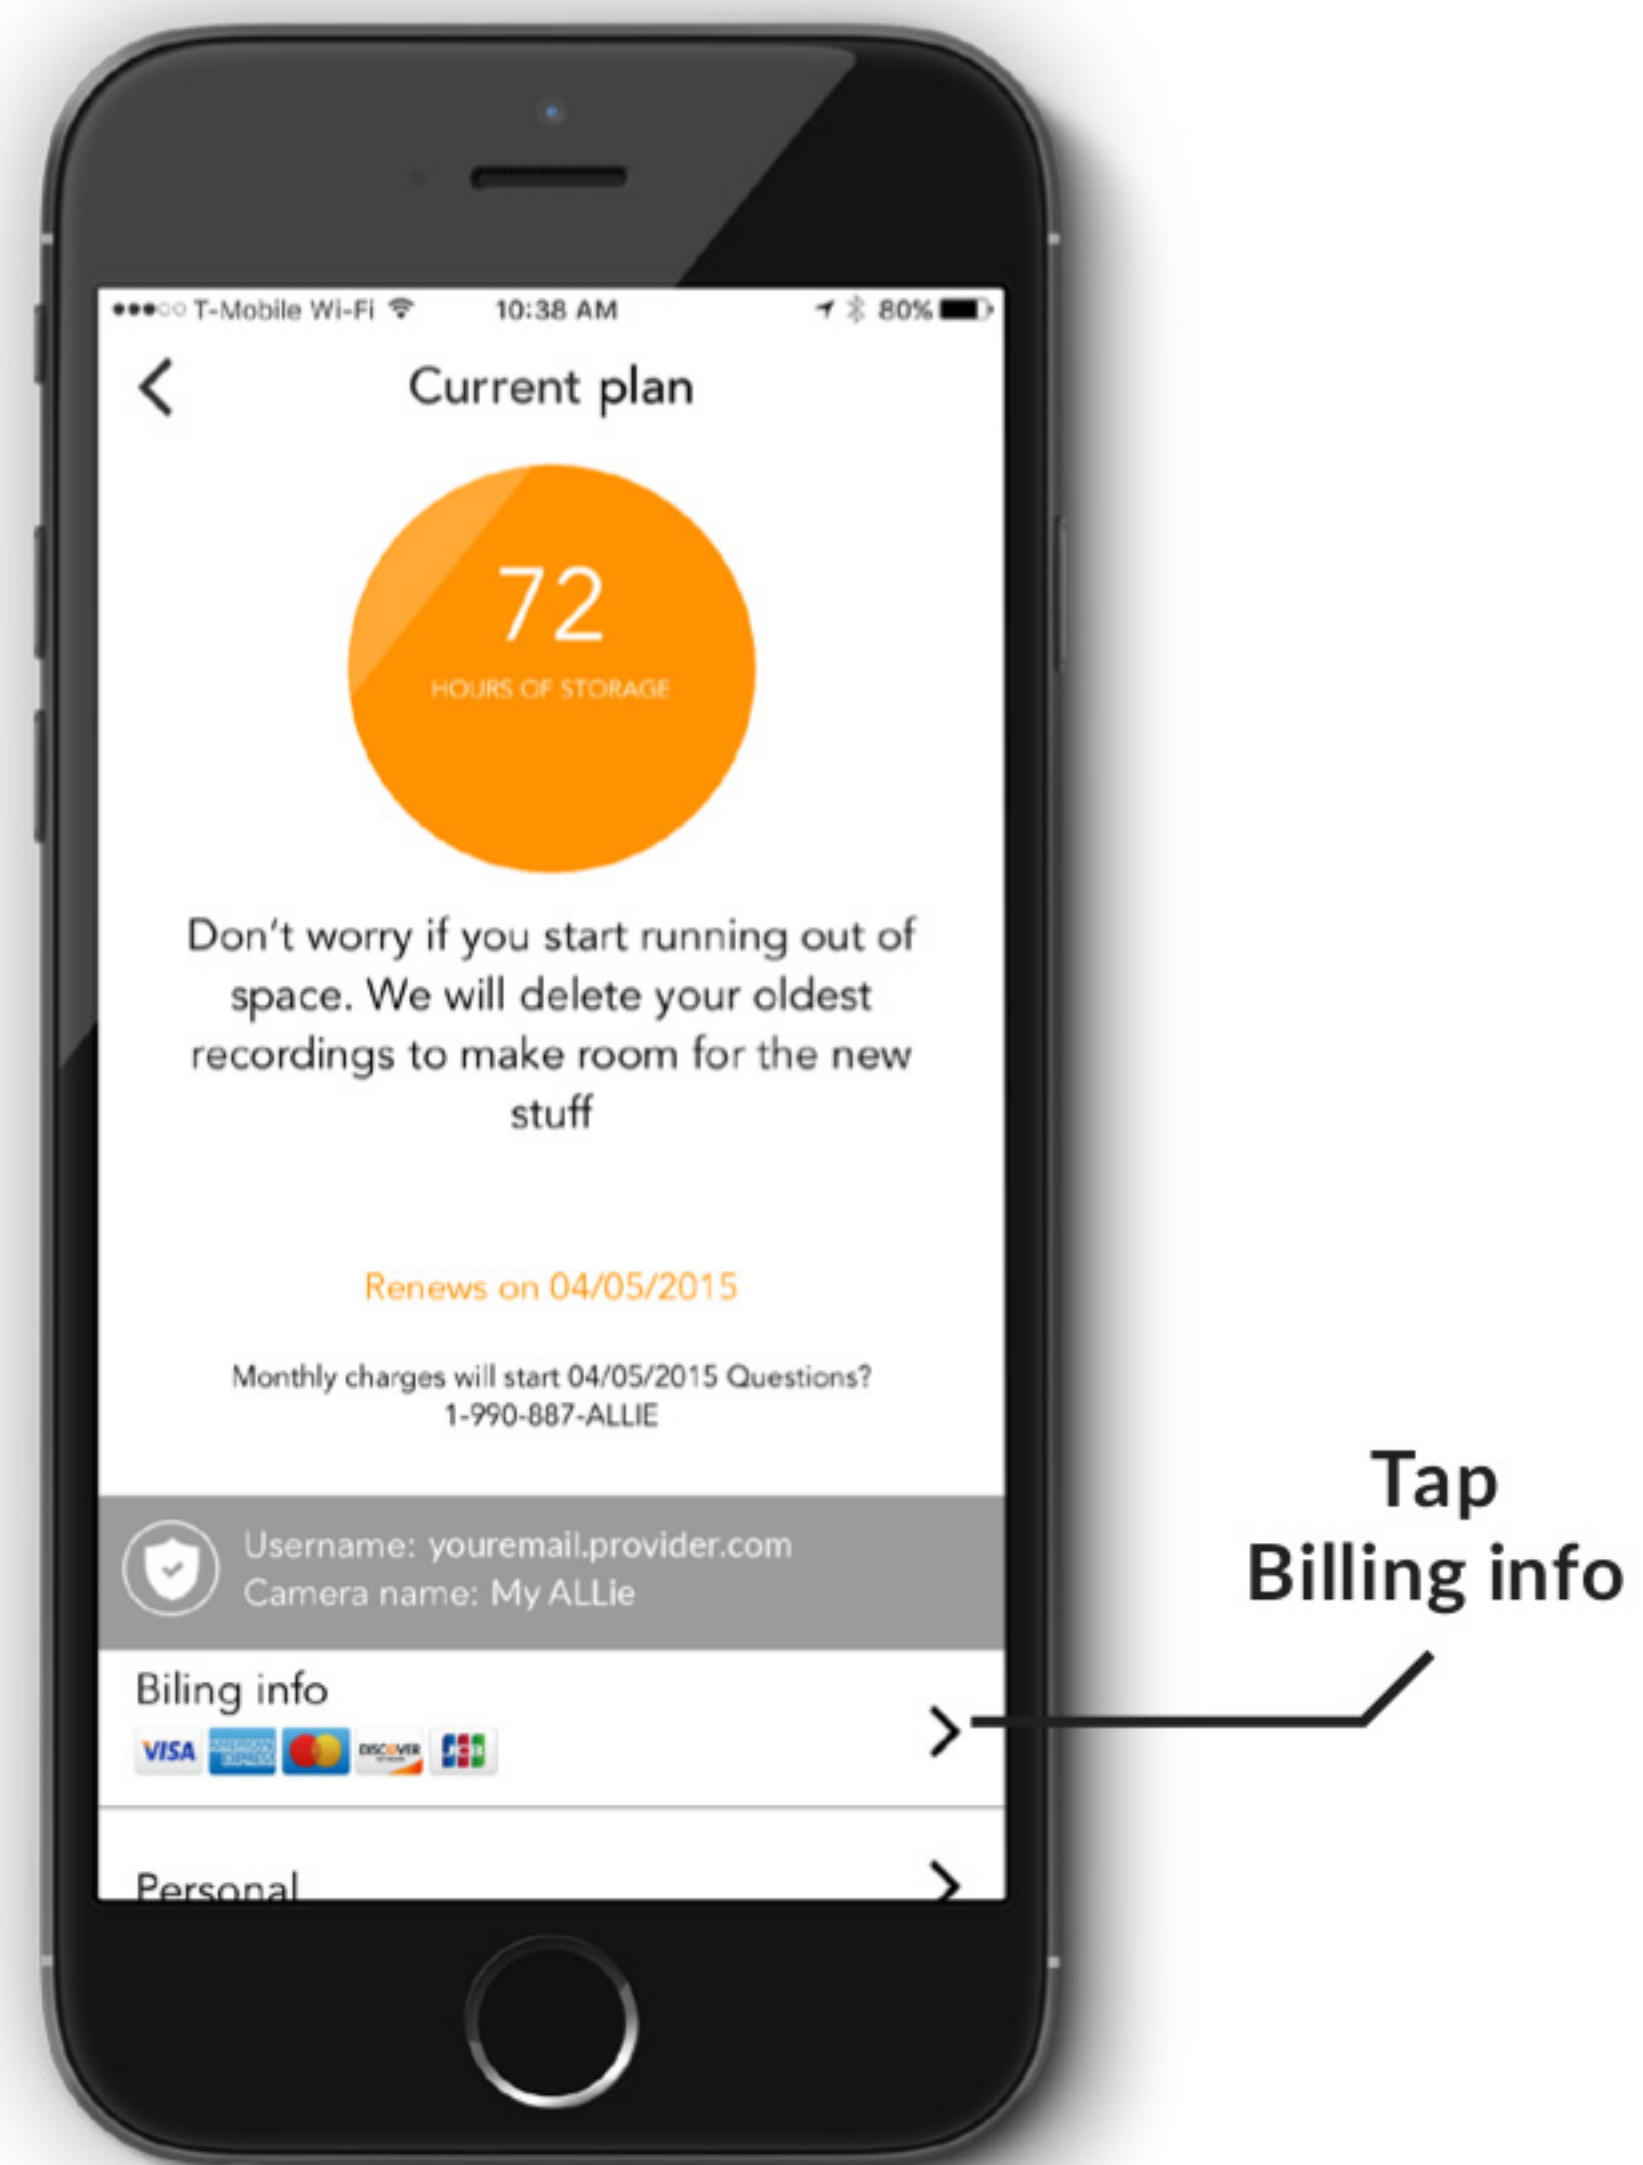 T-Mobile Wi-Fi 10:38 AM 80%
Current plan
72
HOURS OF STORAGE
Don't worry if you start running out of
space. We will delete your oldest
recordings to make room for the new
stuff
Renews on 04/05/2015
Monthly charges will start 04/05/2015 Questions?
1-990-887-ALLIE
Username: youremail.provider.com
Camera name: My ALLie
Biling info
VISA AMERICAN EXPRESS DISCOVER JCB
Personal
Tap
Billing info